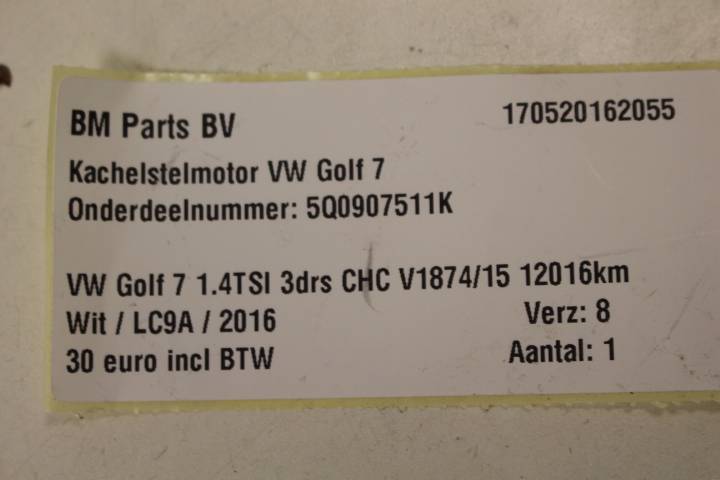 BM Parts BV 170520162055
Kachelstelmotor VW Golf 7
Onderdeelnummer: 5Q0907511K
VW Golf 7 1.4TSI 3drs CHC V1874/15 12016km
Wit / LC9A / 2016 Verz: 8
30 euro incl BTW Aantal: 1